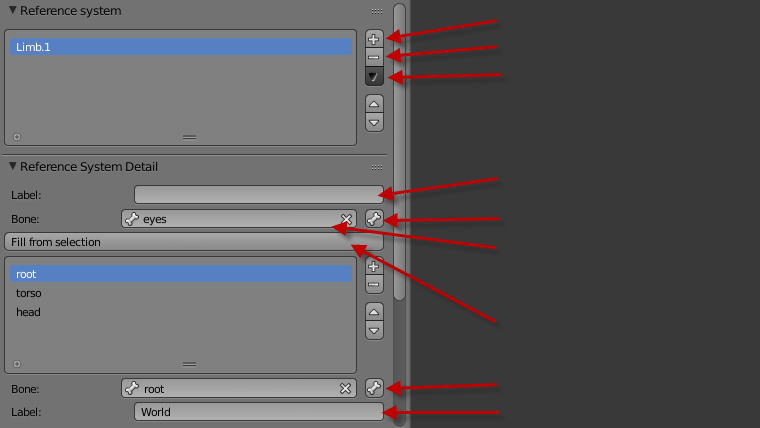 Reference system
Limb.1
Reference System Detail
Label:
Bone: eyes
Fill from selection
root
torso
head
Bone: root
Label: World